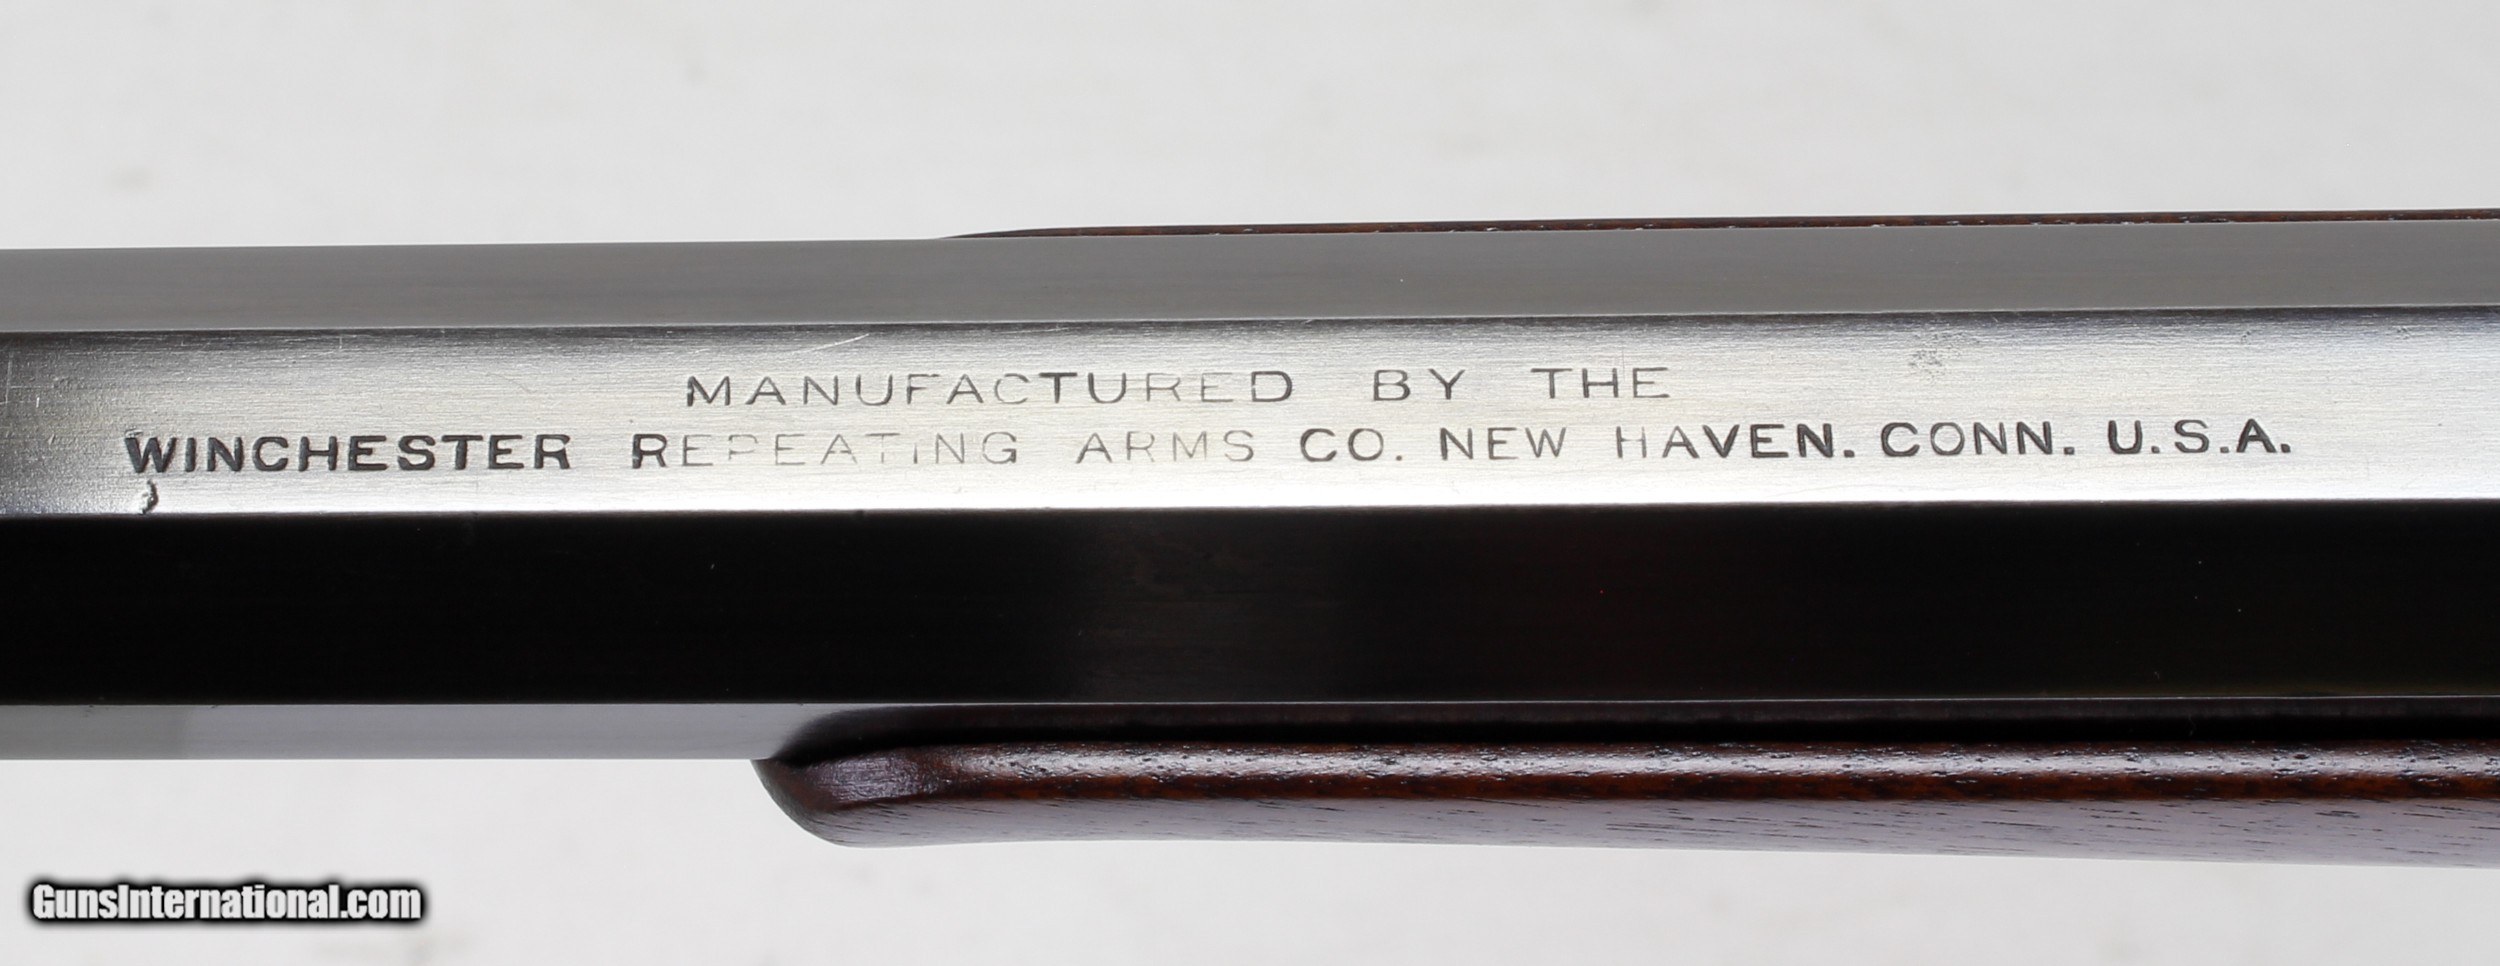 MANUFACTURED BY THE
WINCHESTER REPEATING ARMS CO. NEW HAVEN. CONN. U.S.A.
GunsInternational.com